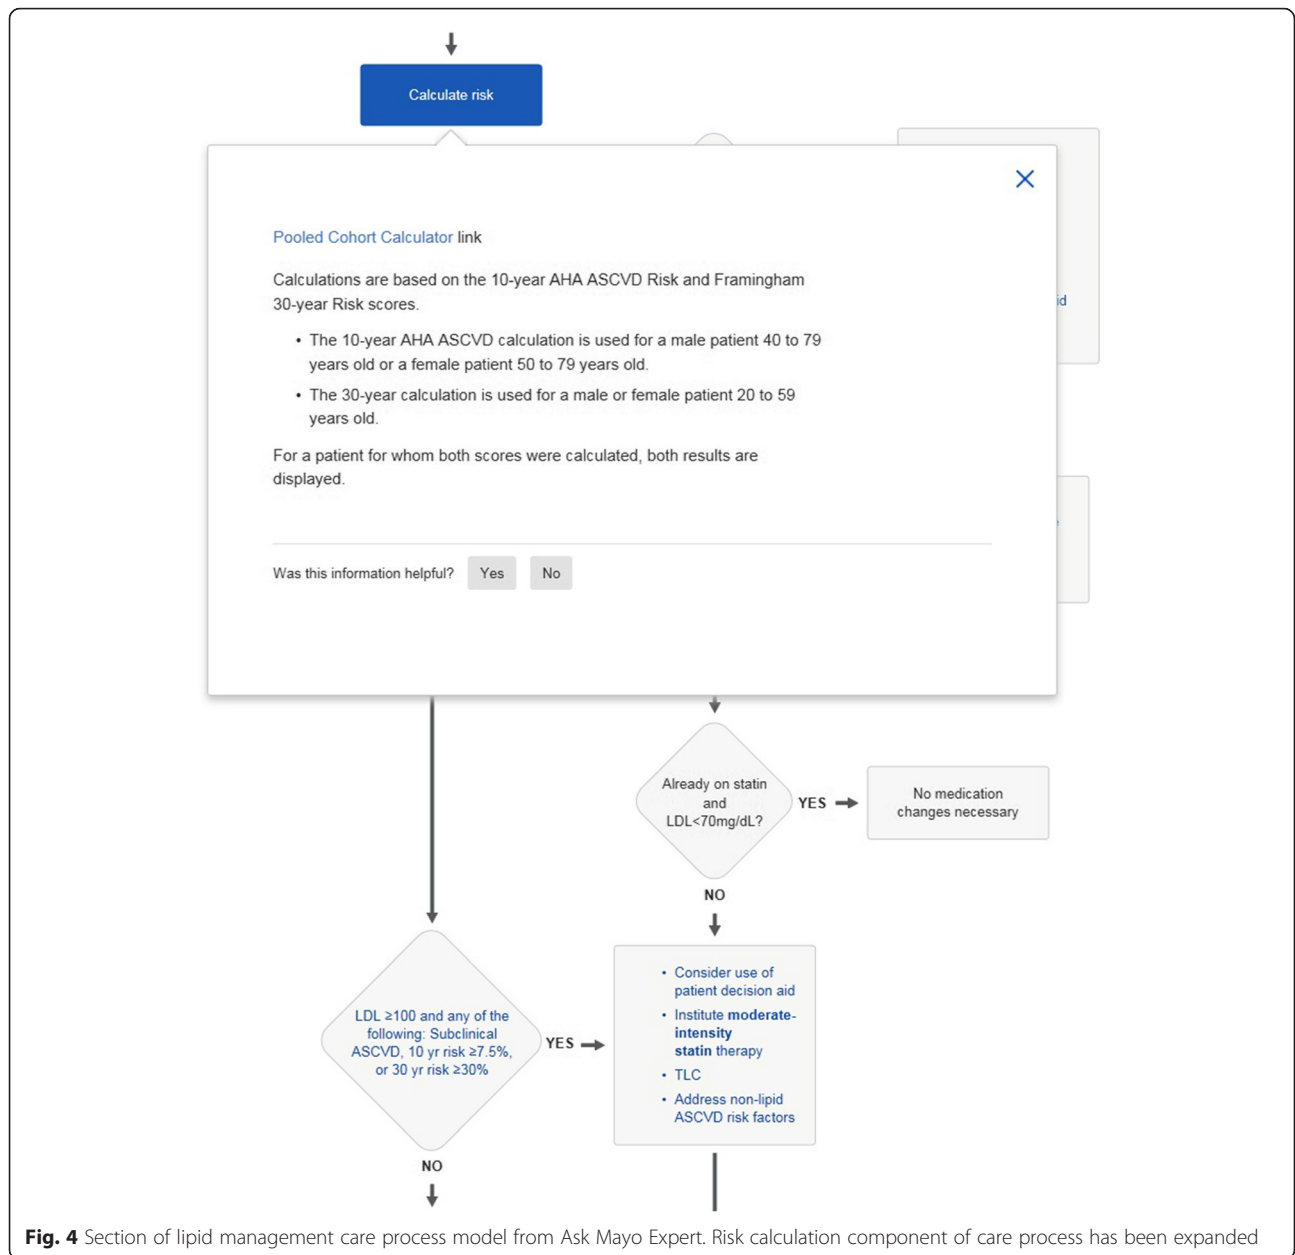 Calculate risk
Pooled Cohort Calculator link
Calculations are based on the 10-year AHA ASCVD Risk and Framingham
30-year Risk scores.
• The 10-year AHA ASCVD calculation is used for a male patient 40 to 79
years old or a female patient 50 to 79 years old.
• The 30-year calculation is used for a male or female patient 20 to 59
years old.
For a patient for whom both scores were calculated, both results are
displayed.
Was this information helpful? Yes No
id
Already on statin
and
LDL<70mg/dL?
YES
No medication
changes necessary
NO
LDL ≥100 and any of the
following: Subclinical
ASCVD, 10 yr risk ≥7.5%,
or 30 yr risk ≥30%
YES
• Consider use of
patient decision aid
• Institute moderate-
intensity
statin therapy
• TLC
• Address non-lipid
ASCVD risk factors
NO
Fig. 4 Section of lipid management care process model from Ask Mayo Expert. Risk calculation component of care process has been expanded